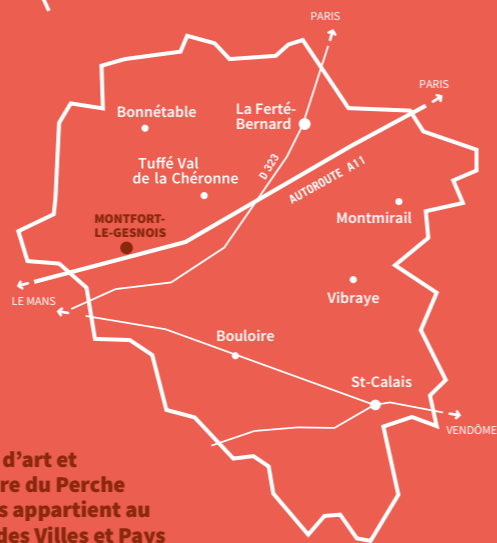 PARIS
PARIS
Bonnétable
La Ferté-
Bernard
D 323
Tuffé Val
de la Chéronne
AUTOROUTE A11
MONTFORT-
LE-GESNOIS
Montmirail
LE MANS
Vibraye
Bouloire
St-Calais
VENDÔME
d’art et
re du Perche
s appartient au
des Villes et Pays